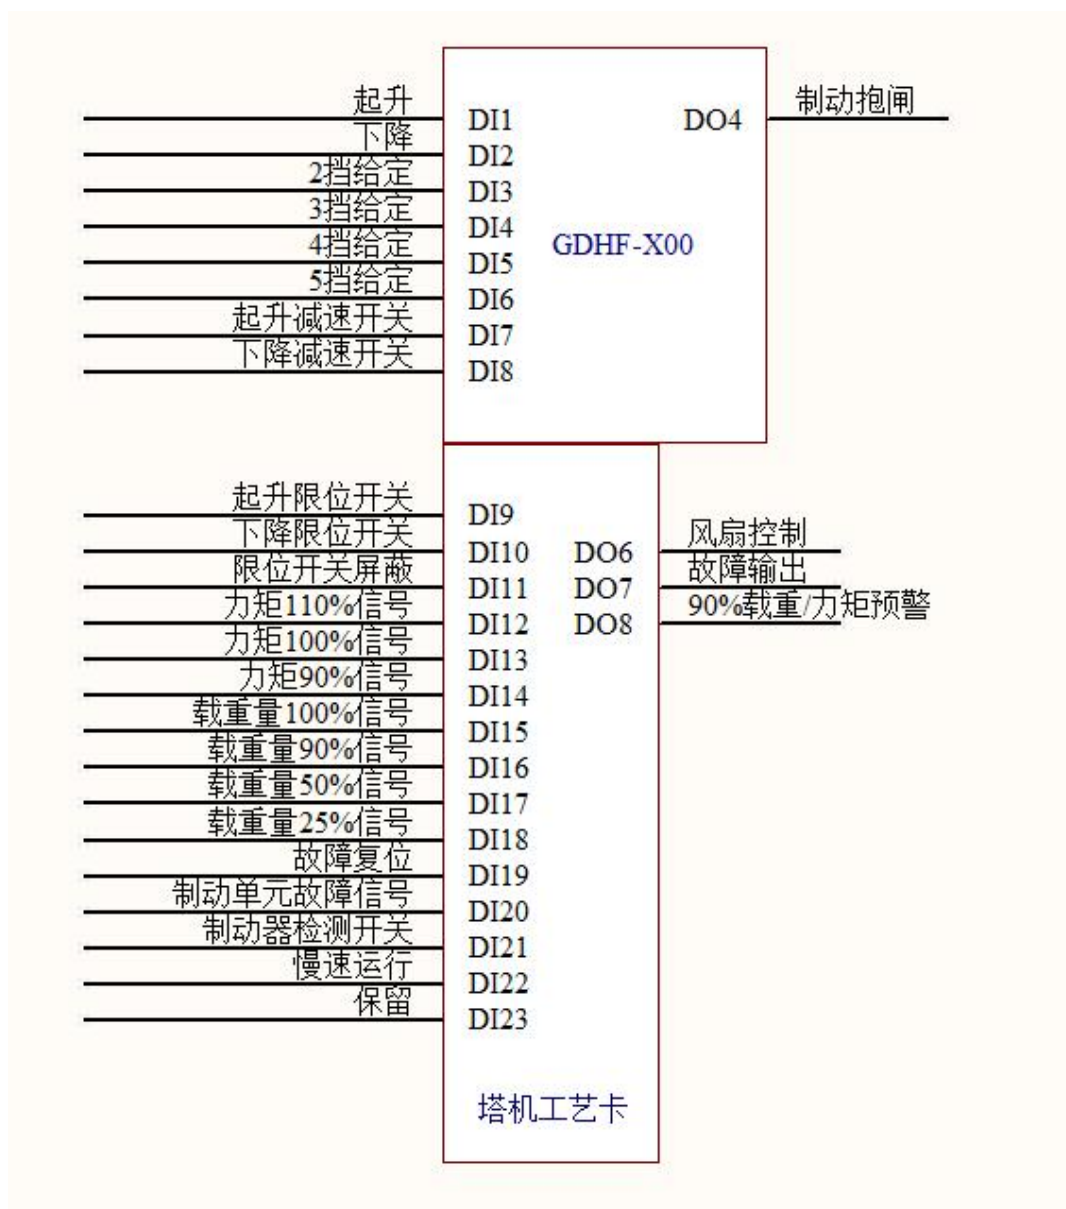 起升 DI1 DO4 制动抱闸
下降 DI2
2挡给定 DI3
3挡给定 DI4
4挡给定 DI5 GDHF-X00
5挡给定 DI6
起升减速开关 DI7
下降减速开关 DI8
起升限位开关 DI9
下降限位开关 DI10 DO6 风扇控制
限位开关屏蔽 DI11 DO7 故障输出
力矩110%信号 DI12 DO8 90%载重/力矩预警
力矩100%信号 DI13
力矩90%信号 DI14
载重量100%信号 DI15
载重量90%信号 DI16
载重量50%信号 DI17
载重量25%信号 DI18
故障复位 DI19
制动单元故障信号 DI20
制动器检测开关 DI21
慢速运行 DI22
保留 DI23
塔机工艺卡